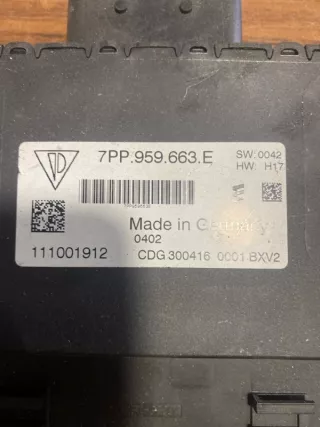 7PP.959.663.E
SW:0042
HW: H17
Made in Germany
0402
111001912
CDG 300416 0001 BXV2